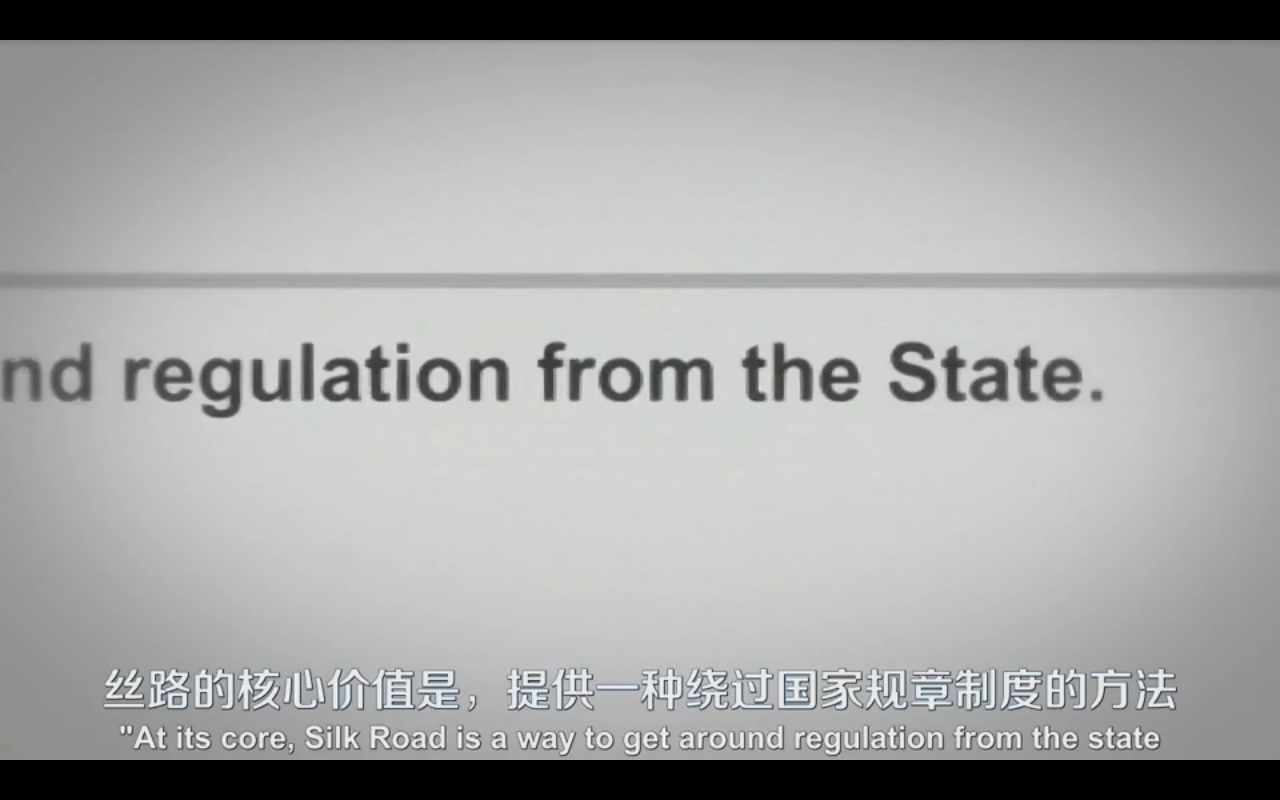 nd regulation from the State.
丝路的核心价值是，提供一种绕过国家规章制度的方法
"At its core, Silk Road is a way to get around regulation from the state